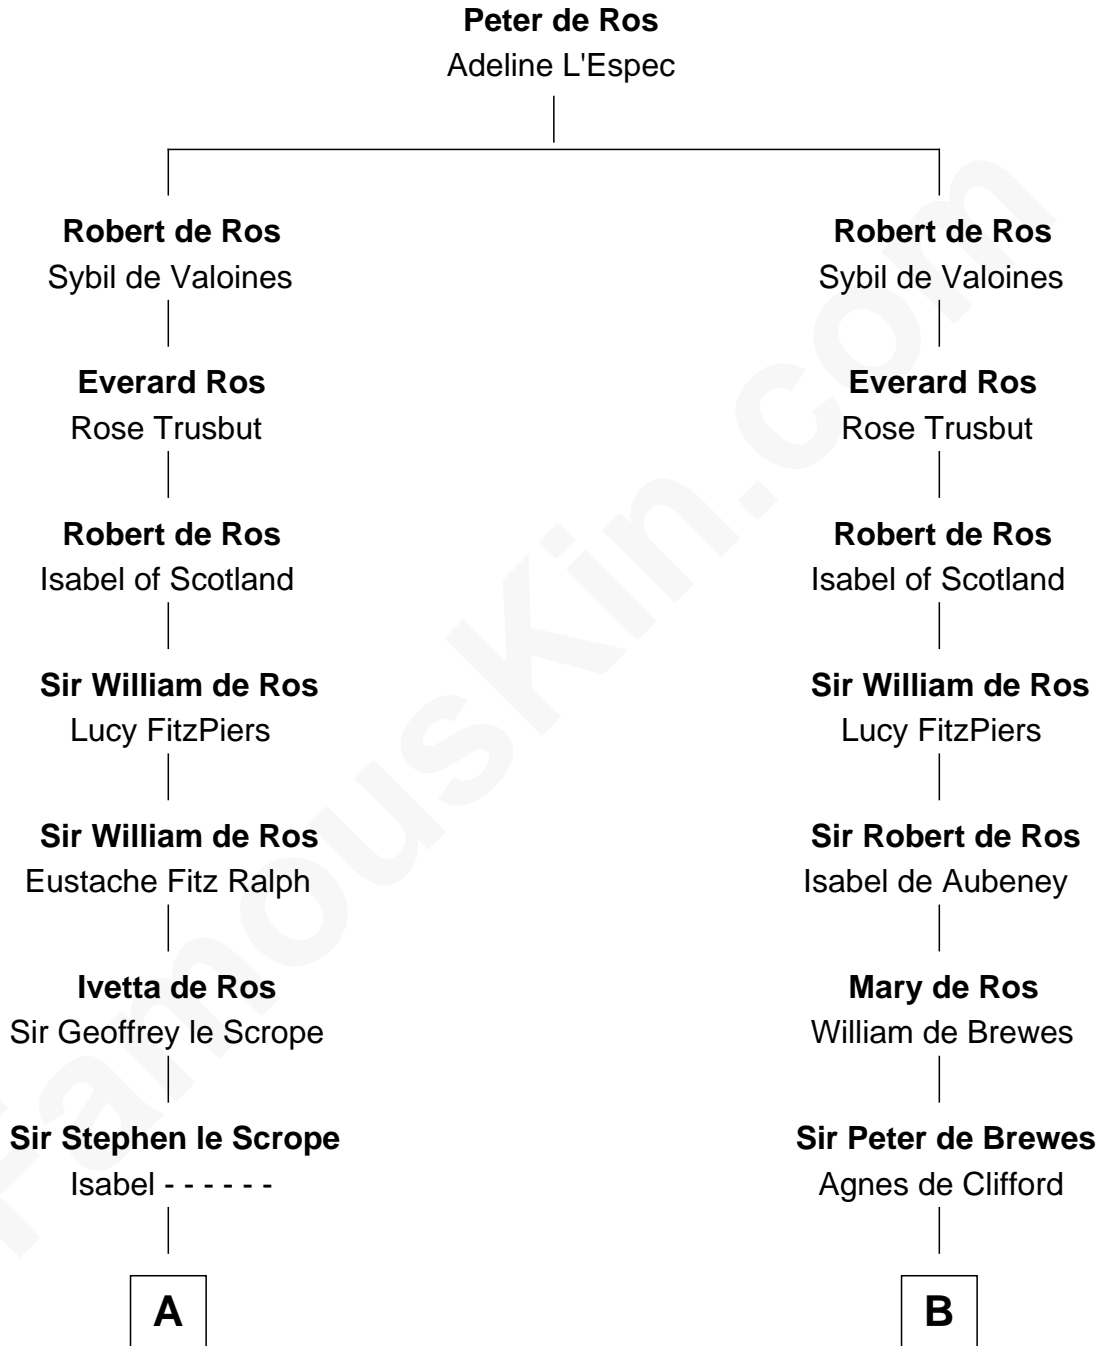 Peter de Ros
Adeline L'Espec
Robert de Ros
Sybil de Valoines
Everard Ros
Rose Trusbut
Robert de Ros
Isabel of Scotland
Sir William de Ros
Lucy FitzPiers
Sir William de Ros
Eustache Fitz Ralph
Ivetta de Ros
Sir Geoffrey le Scrope
Sir Stephen le Scrope
Isabel - - - - - -
A
Robert de Ros
Sybil de Valoines
Everard Ros
Rose Trusbut
Robert de Ros
Isabel of Scotland
Sir William de Ros
Lucy FitzPiers
Sir Robert de Ros
Isabel de Aubeney
Mary de Ros
William de Brewes
Sir Peter de Brewes
Agnes de Clifford
B
FamousKin.com